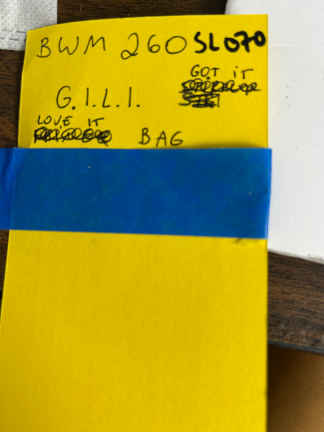 BWM 260 SL070
GOT IT
G.I.L.I.
LOVE IT
BAG